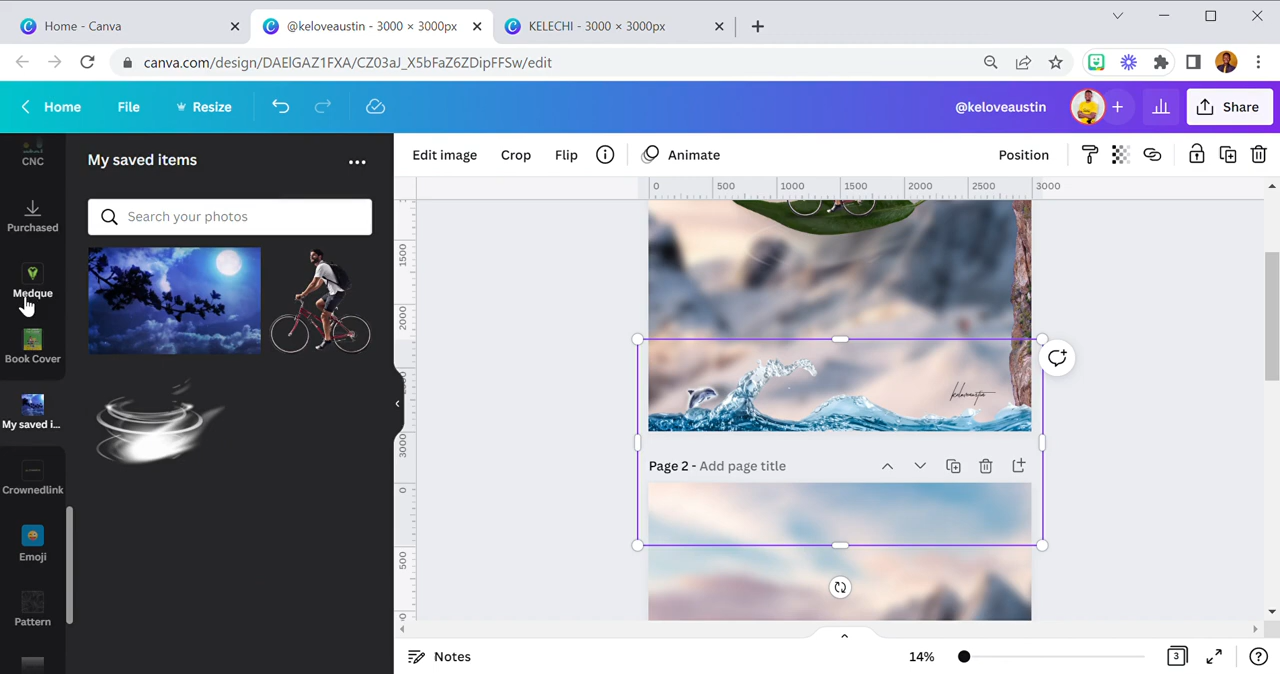 Home - Canva
@keloveaustin - 3000 × 3000px
KELECHI - 3000 × 3000px
canva.com/design/DAElGAZ1FXA/CZ03aJ_X5bFaZ6ZDipFFSw/edit
Home
File
Resize
@keloveaustin
Share
CNC
Purchased
Medque
Book Cover
My saved i...
Crownedlink
Emoji
Pattern
My saved items
Search your photos
Edit image
Crop
Flip
Animate
Position
0 500 1000 1500 2000 2500 3000
1500
2000
3000
0
500
keloveaustin
Page 2 - Add page title
Notes
14%
3